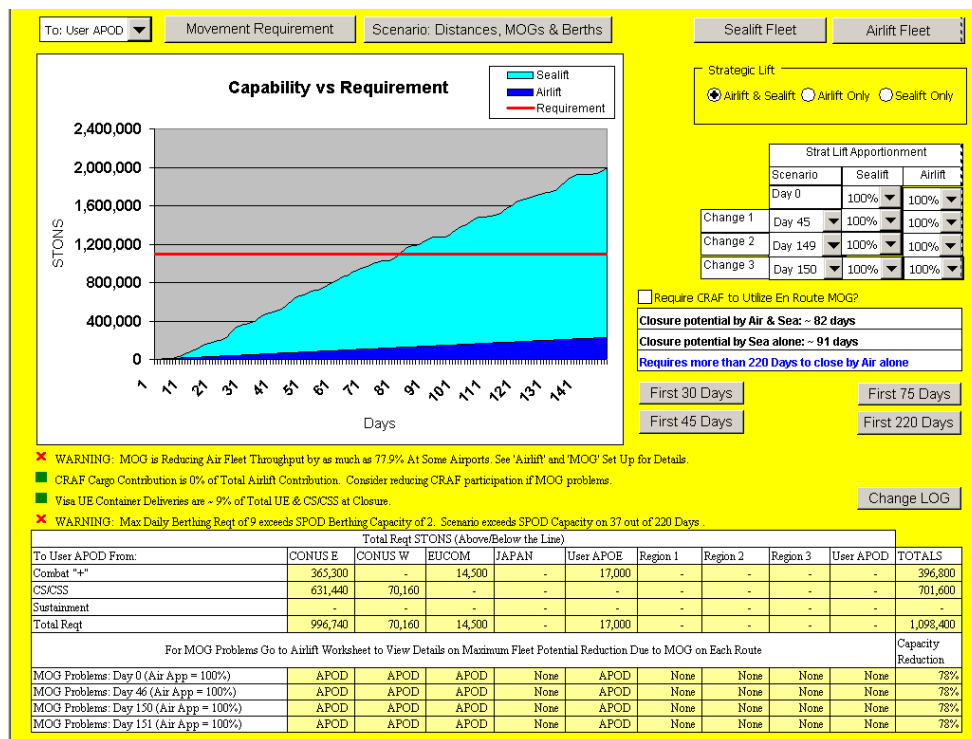 To: User APOD
Movement Requirement
Scenario: Distances, MOGs & Berths
Sealift Fleet
Airlift Fleet
Capability vs Requirement
Sealift
Airlift
Requirement
2,400,000
2,000,000
1,600,000
1,200,000
800,000
400,000
0
STONS
1 11 21 31 41 51 61 71 81 91 101 111 121 131 141
Days
Strategic Lift
Airlift & Sealift Airlift Only Sealift Only
Strat Lift Apportionment
Scenario Sealift Airlift
Day 0 100% 100%
Change 1 Day 45 100% 100%
Change 2 Day 149 100% 100%
Change 3 Day 150 100% 100%
Require CRAF to Utilize En Route MOG?
Closure potential by Air & Sea: ~ 82 days
Closure potential by Sea alone: ~ 91 days
Requires more than 220 Days to close by Air alone
First 30 Days
First 75 Days
First 45 Days
First 220 Days
WARNING: MOG is Reducing Air Fleet Throughput by as much as 77.9% At Some Airports. See 'Airlift' and 'MOG' Set Up for Details.
CRAF Cargo Contribution is 0% of Total Airlift Contribution. Consider reducing CRAF participation if MOG problems.
Visa UE Container Deliveries are ~ 9% of Total UE & CS/CSS at Closure.
Change LOG
WARNING: Max Daily Berthing Reqt of 9 exceeds SPOD Berthing Capacity of 2. Scenario exceeds SPOD Capacity on 37 out of 220 Days .
Total Reqt STONS (Above/Below the Line)
To User APOD From: CONUS E CONUS W EUCOM JAPAN User APOE Region 1 Region 2 Region 3 User APOD TOTALS
Combat "+" 365,300 - 14,500 - 17,000 - - - - 396,800
CS/CSS 631,440 70,160 - - - - - - - 701,600
Sustainment - - - - - - - - - -
Total Reqt 996,740 70,160 14,500 - 17,000 - - - - 1,098,400
For MOG Problems Go to Airlift Worksheet to View Details on Maximum Fleet Potential Reduction Due to MOG on Each Route
Capacity
Reduction
MOG Problems: Day 0 (Air App = 100%) APOD APOD APOD None APOD None None None None 78%
MOG Problems: Day 46 (Air App = 100%) APOD APOD APOD None APOD None None None None 78%
MOG Problems: Day 150 (Air App = 100%) APOD APOD APOD None APOD None None None None 78%
MOG Problems: Day 151 (Air App = 100%) APOD APOD APOD None APOD None None None None 78%